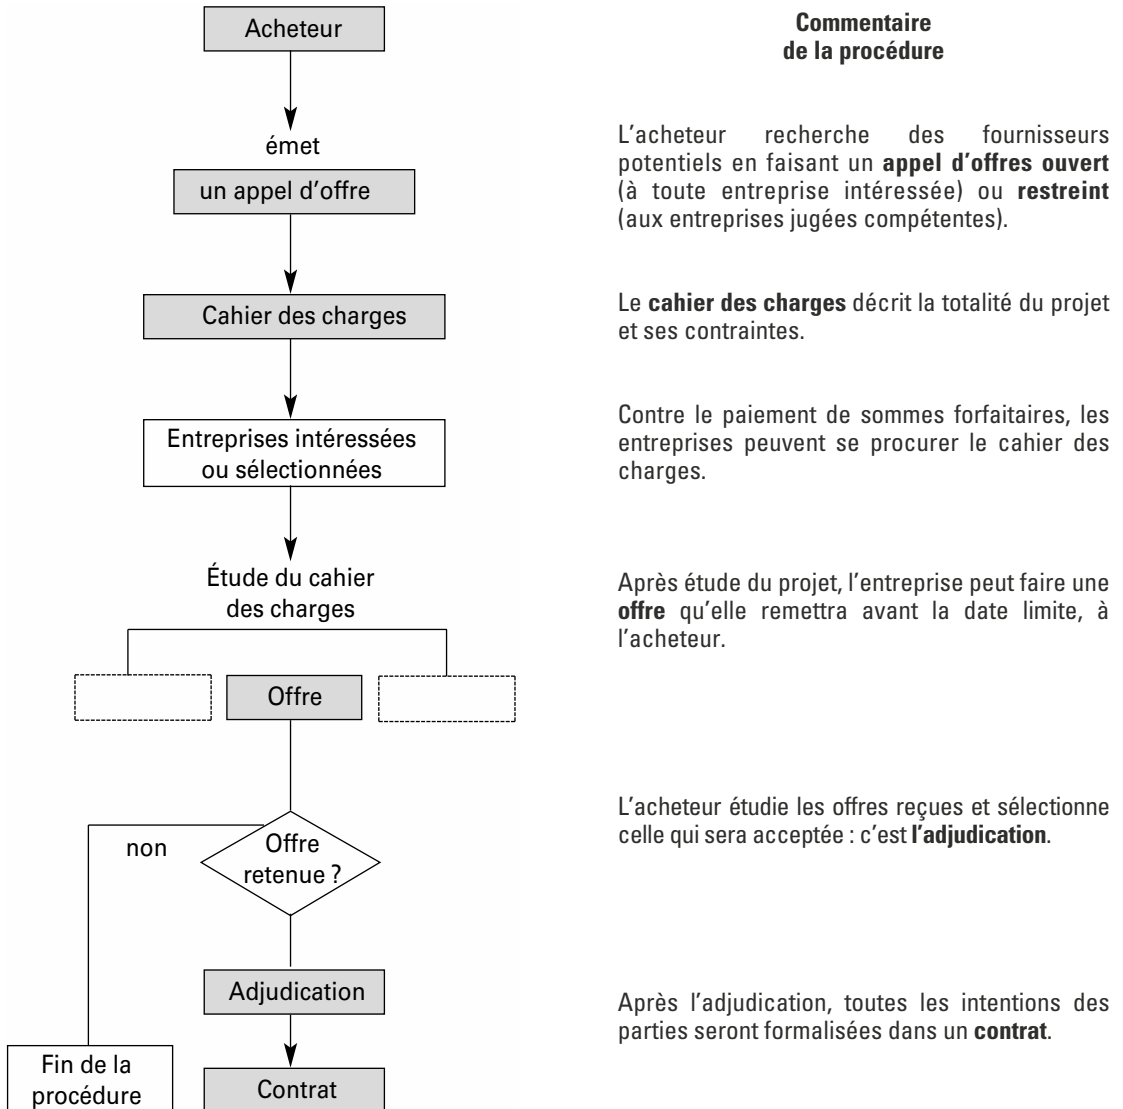 Acheteur
émet
un appel d'offre
Cahier des charges
Entreprises intéressées
ou sélectionnées
Étude du cahier
des charges
Offre
non
Offre
retenue ?
Adjudication
Fin de la
procédure
Contrat
Commentaire
de la procédure
L'acheteur recherche des fournisseurs
potentiels en faisant un appel d'offres ouvert
(à toute entreprise intéressée) ou restreint
(aux entreprises jugées compétentes).
Le cahier des charges décrit la totalité du projet
et ses contraintes.
Contre le paiement de sommes forfaitaires, les
entreprises peuvent se procurer le cahier des
charges.
Après étude du projet, l'entreprise peut faire une
offre qu'elle remettra avant la date limite, à
l'acheteur.
L'acheteur étudie les offres reçues et sélectionne
celle qui sera acceptée : c'est l'adjudication.
Après l'adjudication, toutes les intentions des
parties seront formalisées dans un contrat.